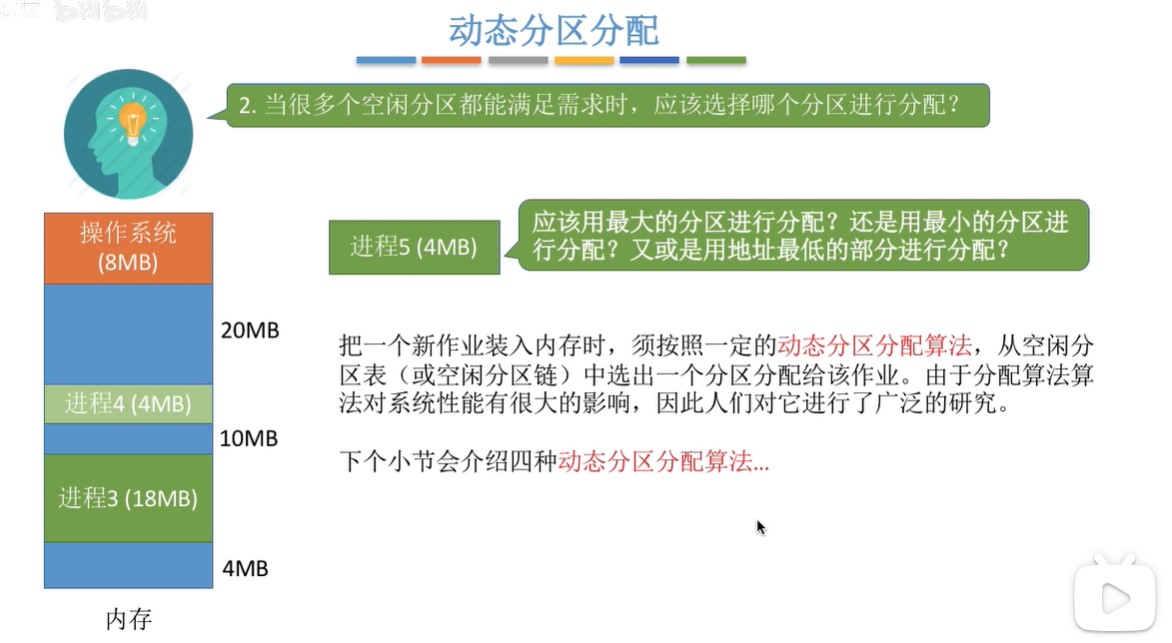 动态分区分配
2. 当很多个空闲分区都能满足需求时，应该选择哪个分区进行分配？
操作系统
(8MB)
20MB
进程4 (4MB)
10MB
进程3 (18MB)
4MB
内存
进程5 (4MB)
应该用最大的分区进行分配？还是用最小的分区进
行分配？又或是用地址最低的部分进行分配？
把一个新作业装入内存时，须按照一定的动态分区分配算法，从空闲分
区表（或空闲分区链）中选出一个分区分配给该作业。由于分配算法算
法对系统性能有很大的影响，因此人们对它进行了广泛的研究。
下个小节会介绍四种动态分区分配算法...